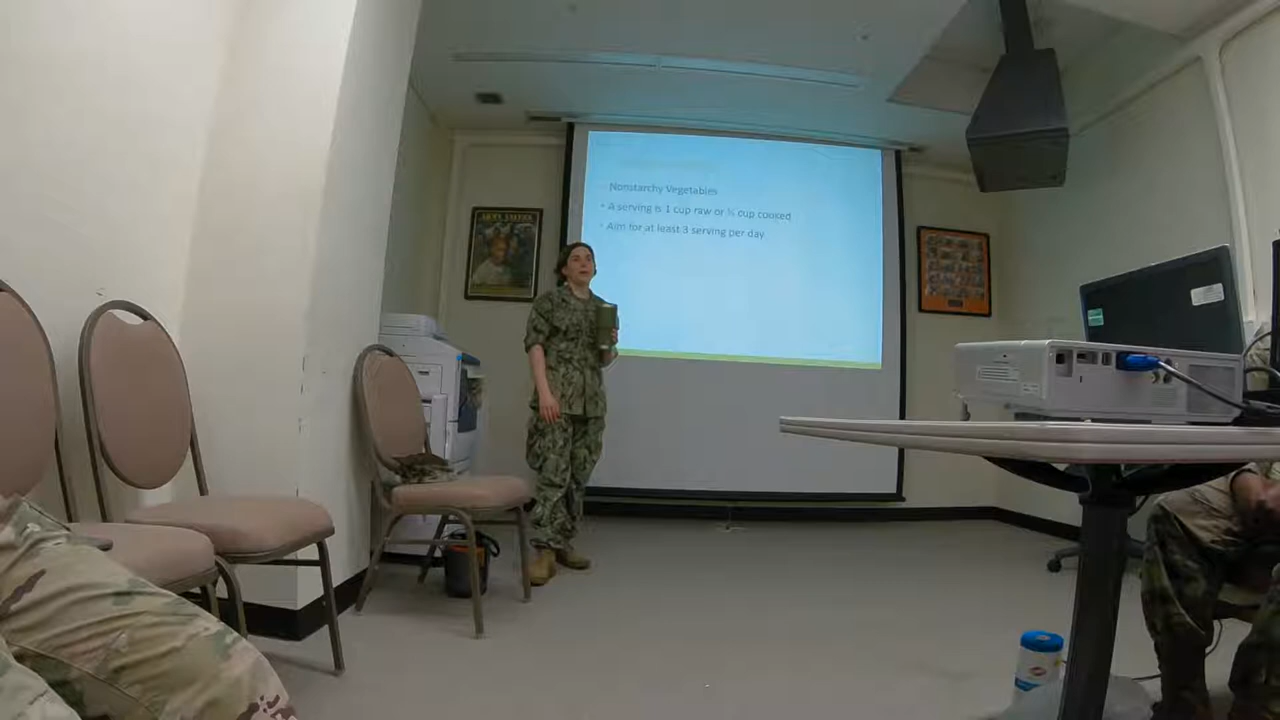 Nonstarchy Vegetables
• A serving is 1 cup raw or ½ cup cooked
• Aim for at least 3 serving per day